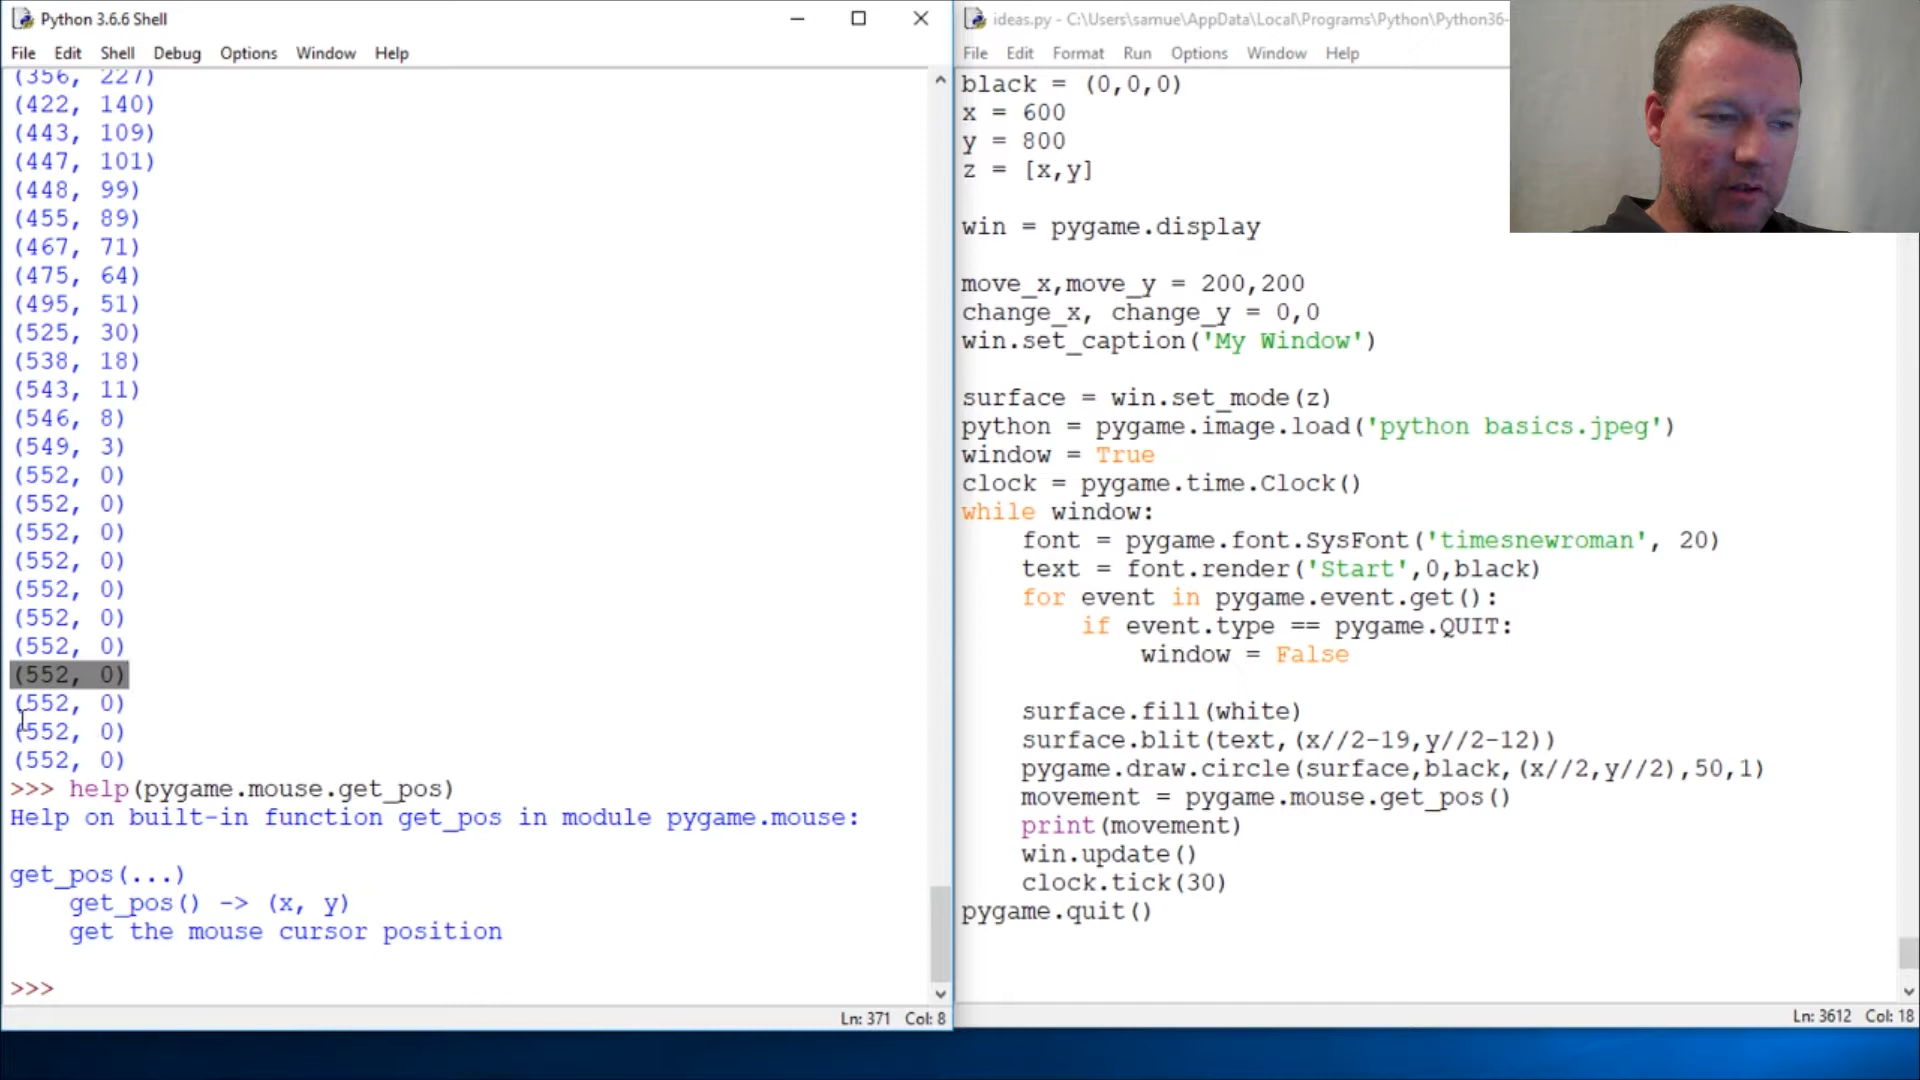 Python 3.6.6 Shell
File Edit Shell Debug Options Window Help
(356, 227)
(422, 140)
(443, 109)
(447, 101)
(448, 99)
(455, 89)
(467, 71)
(475, 64)
(495, 51)
(525, 30)
(538, 18)
(543, 11)
(546, 8)
(549, 3)
(552, 0)
(552, 0)
(552, 0)
(552, 0)
(552, 0)
(552, 0)
(552, 0)
(552, 0)
(552, 0)
(552, 0)
(552, 0)
>>> help(pygame.mouse.get_pos)
Help on built-in function get_pos in module pygame.mouse:
get_pos(...)
    get_pos() -> (x, y)
    get the mouse cursor position
>>>
Ln: 371 Col: 8
ideas.py - C:\Users\samue\AppData\Local\Programs\Python\Python36-
File Edit Format Run Options Window Help
black = (0,0,0)
x = 600
y = 800
z = [x,y]
win = pygame.display
move_x,move_y = 200,200
change_x, change_y = 0,0
win.set_caption('My Window')
surface = win.set_mode(z)
python = pygame.image.load('python basics.jpeg')
window = True
clock = pygame.time.Clock()
while window:
    font = pygame.font.SysFont('timesnewroman', 20)
    text = font.render('Start',0,black)
    for event in pygame.event.get():
        if event.type == pygame.QUIT:
            window = False
    surface.fill(white)
    surface.blit(text,(x//2-19,y//2-12))
    pygame.draw.circle(surface,black,(x//2,y//2),50,1)
    movement = pygame.mouse.get_pos()
    print(movement)
    win.update()
    clock.tick(30)
pygame.quit()
Ln: 3612 Col: 18